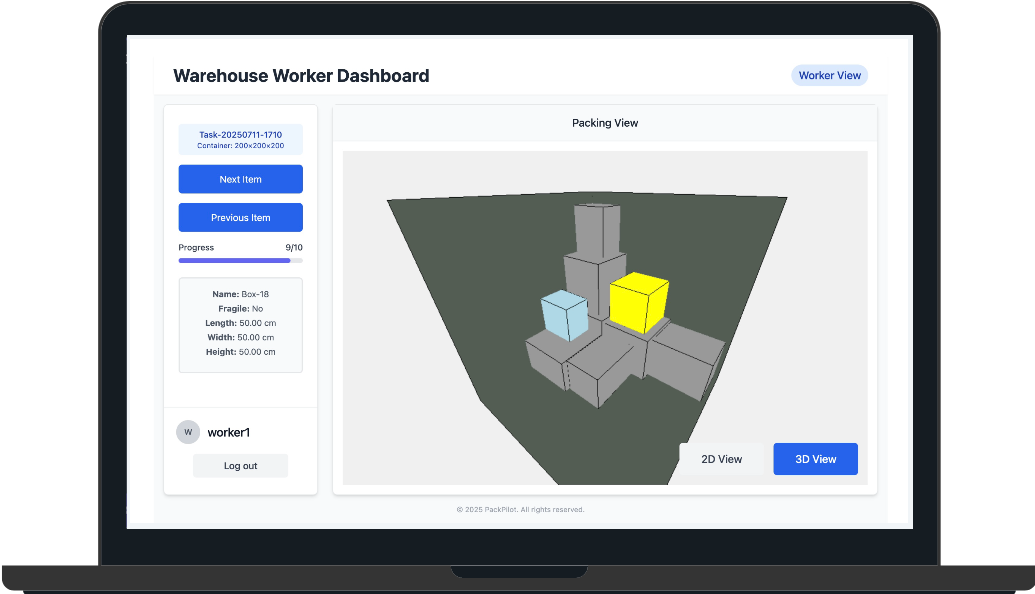 Warehouse Worker Dashboard
Worker View
Task-20250711-1710
Container: 200×200×200
Next Item
Previous Item
Progress 9/10
Name: Box-18
Fragile: No
Length: 50.00 cm
Width: 50.00 cm
Height: 50.00 cm
W worker1
Log out
Packing View
2D View
3D View
© 2025 PackPilot. All rights reserved.